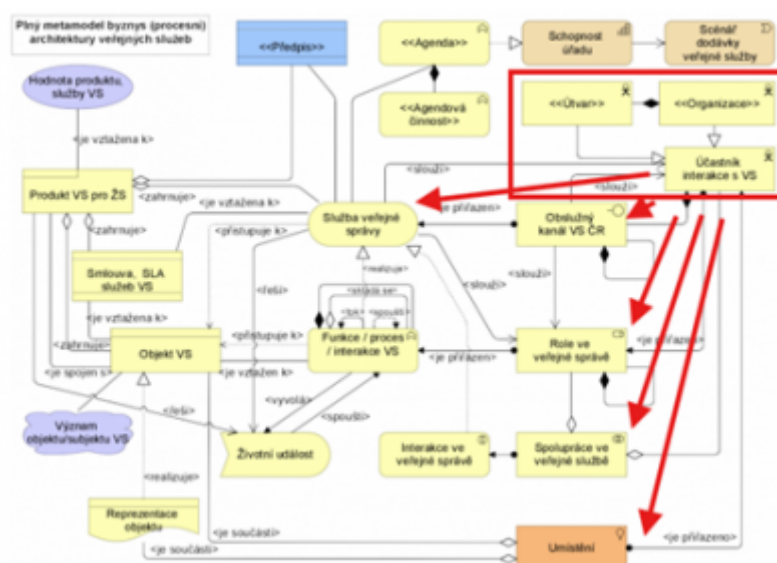 Plný metamodel byznys (procesní)
architektury veřejných služeb
<<Předpis>>
<<Agenda>>
Schopnost
úřadu
Scénář
dodávky
veřejné služby
Hodnota produktu,
služby VS
<<Agendová
činnost>>
<<Útvar>>
<<Organizace>>
<je vztažena k>
<slouží>
Účastník
interakce s VS
Produkt VS pro ŽS
<zahrnuje>
<je vztažena k>
<slouží>
Služba veřejné
správy
<je přiřazen>
Obslužný
kanál VS ČR
<zahrnuje>
<přistupuje k>
Smlouva, SLA
služeb VS
<realizuje>
<slouží>
<slouží>
<řeší>
<skládá se>
<spouští>
<je vztažena k>
<přistupuje k>
Funkce / proces
/ interakce VS
Role ve
veřejné správě
<je přiřazen>
<zahrnuje>
Objekt VS
<je přiřazen>
<je spojen s>
<je vztažen k>
<vyvolá>
<spouští>
Význam
objektu/subjektu VS
<řeší>
Životní událost
Interakce ve
veřejné správě
Spolupráce ve
veřejné službě
<realizuje>
Reprezentace
objektu
<je součástí>
Umístění
<je přiřazeno>
<je součástí>